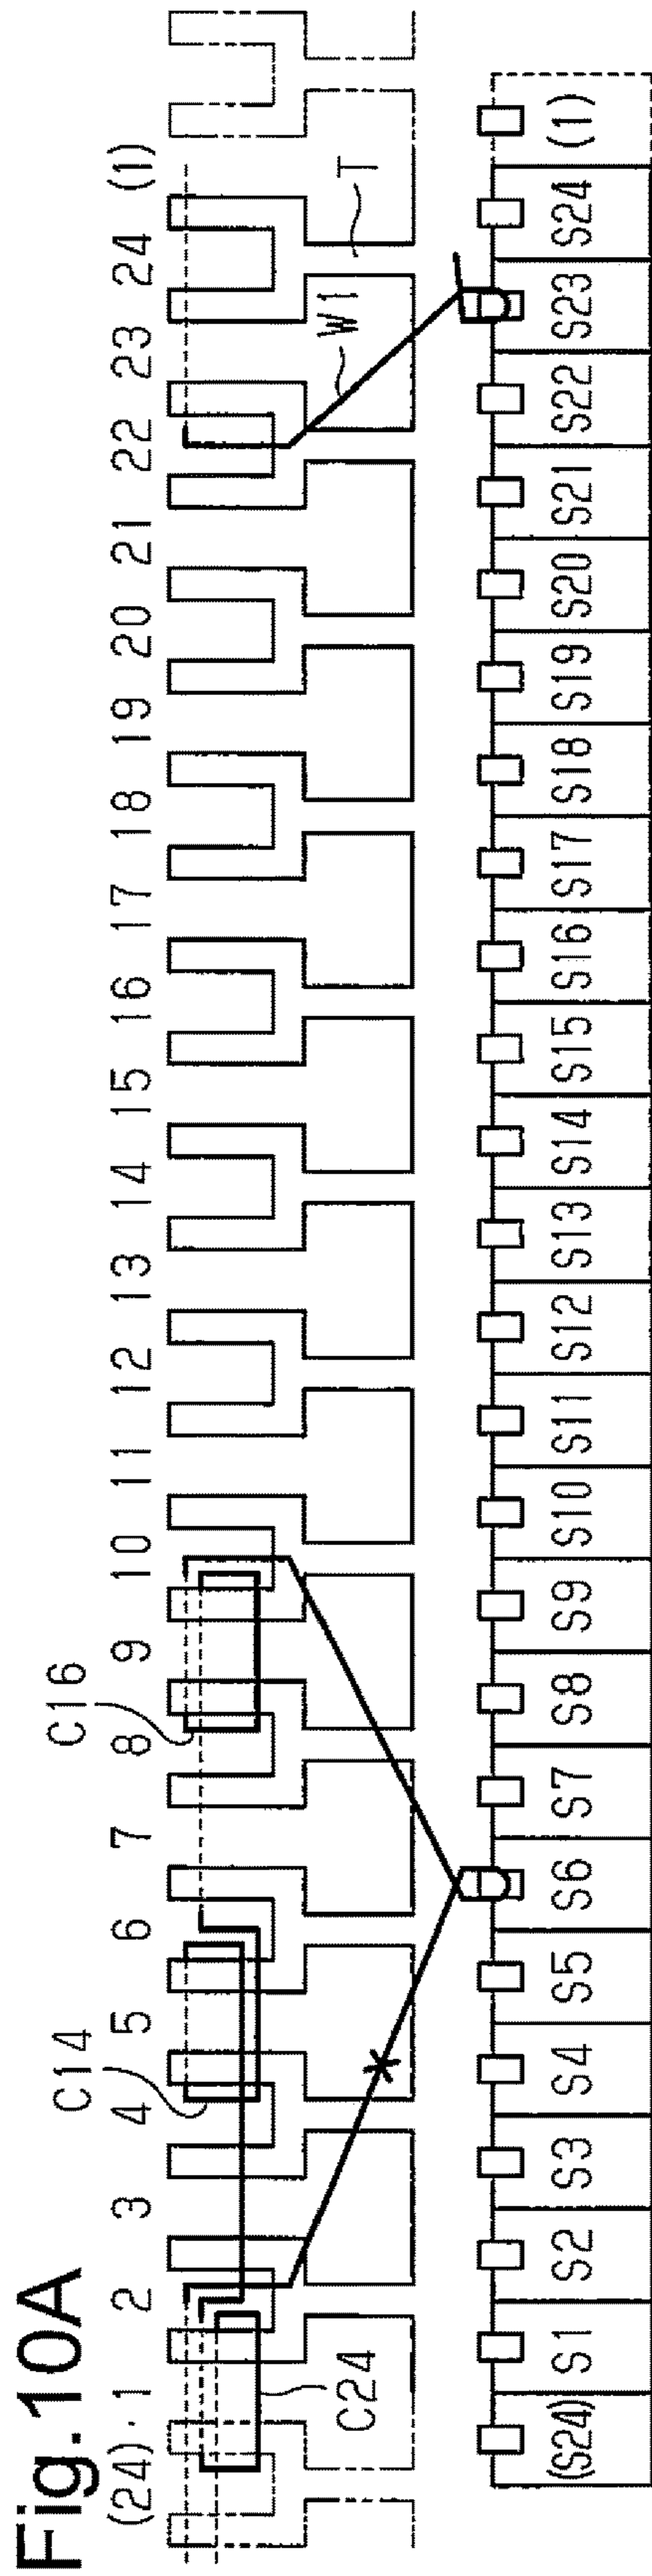 Fig.10A
(24)·1 2 3 4 5 6 7 8 9 10 11 12 13 14 15 16 17 18 19 20 21 22 23 24 (1)
C14
C16
C24
W1
T
(S24) S1 S2 S3 S4 S5 S6 S7 S8 S9 S10 S11 S12 S13 S14 S15 S16 S17 S18 S19 S20 S21 S22 S23 S24 (1)